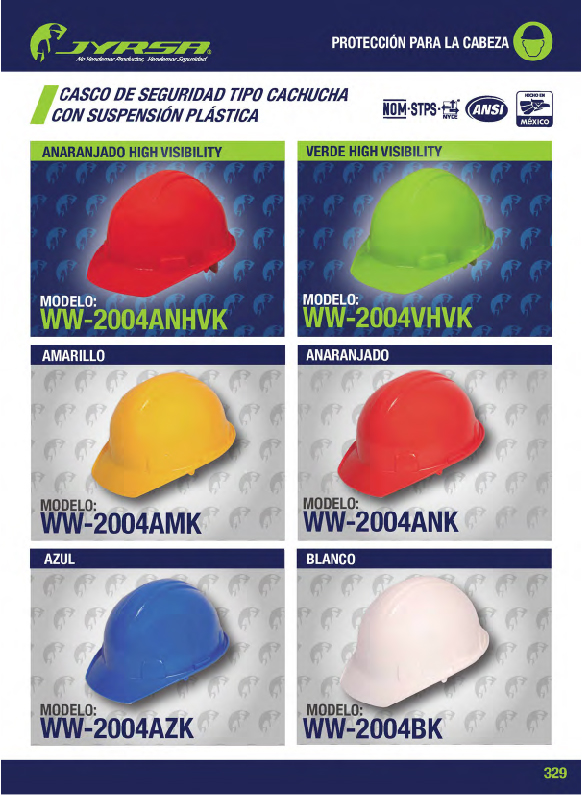 JYRSA®
No Vendemos Productos, Vendemos Seguridad
PROTECCIÓN PARA LA CABEZA
CASCO DE SEGURIDAD TIPO CACHUCHA
CON SUSPENSIÓN PLÁSTICA
NOM-STPS-NYCE
ANSI
HECHO EN
MÉXICO
ANARANJADO HIGH VISIBILITY
MODELO:
WW-2004ANHVK
VERDE HIGH VISIBILITY
MODELO:
WW-2004VHVK
AMARILLO
MODELO:
WW-2004AMK
ANARANJADO
MODELO:
WW-2004ANK
AZUL
MODELO:
WW-2004AZK
BLANCO
MODELO:
WW-2004BK
329